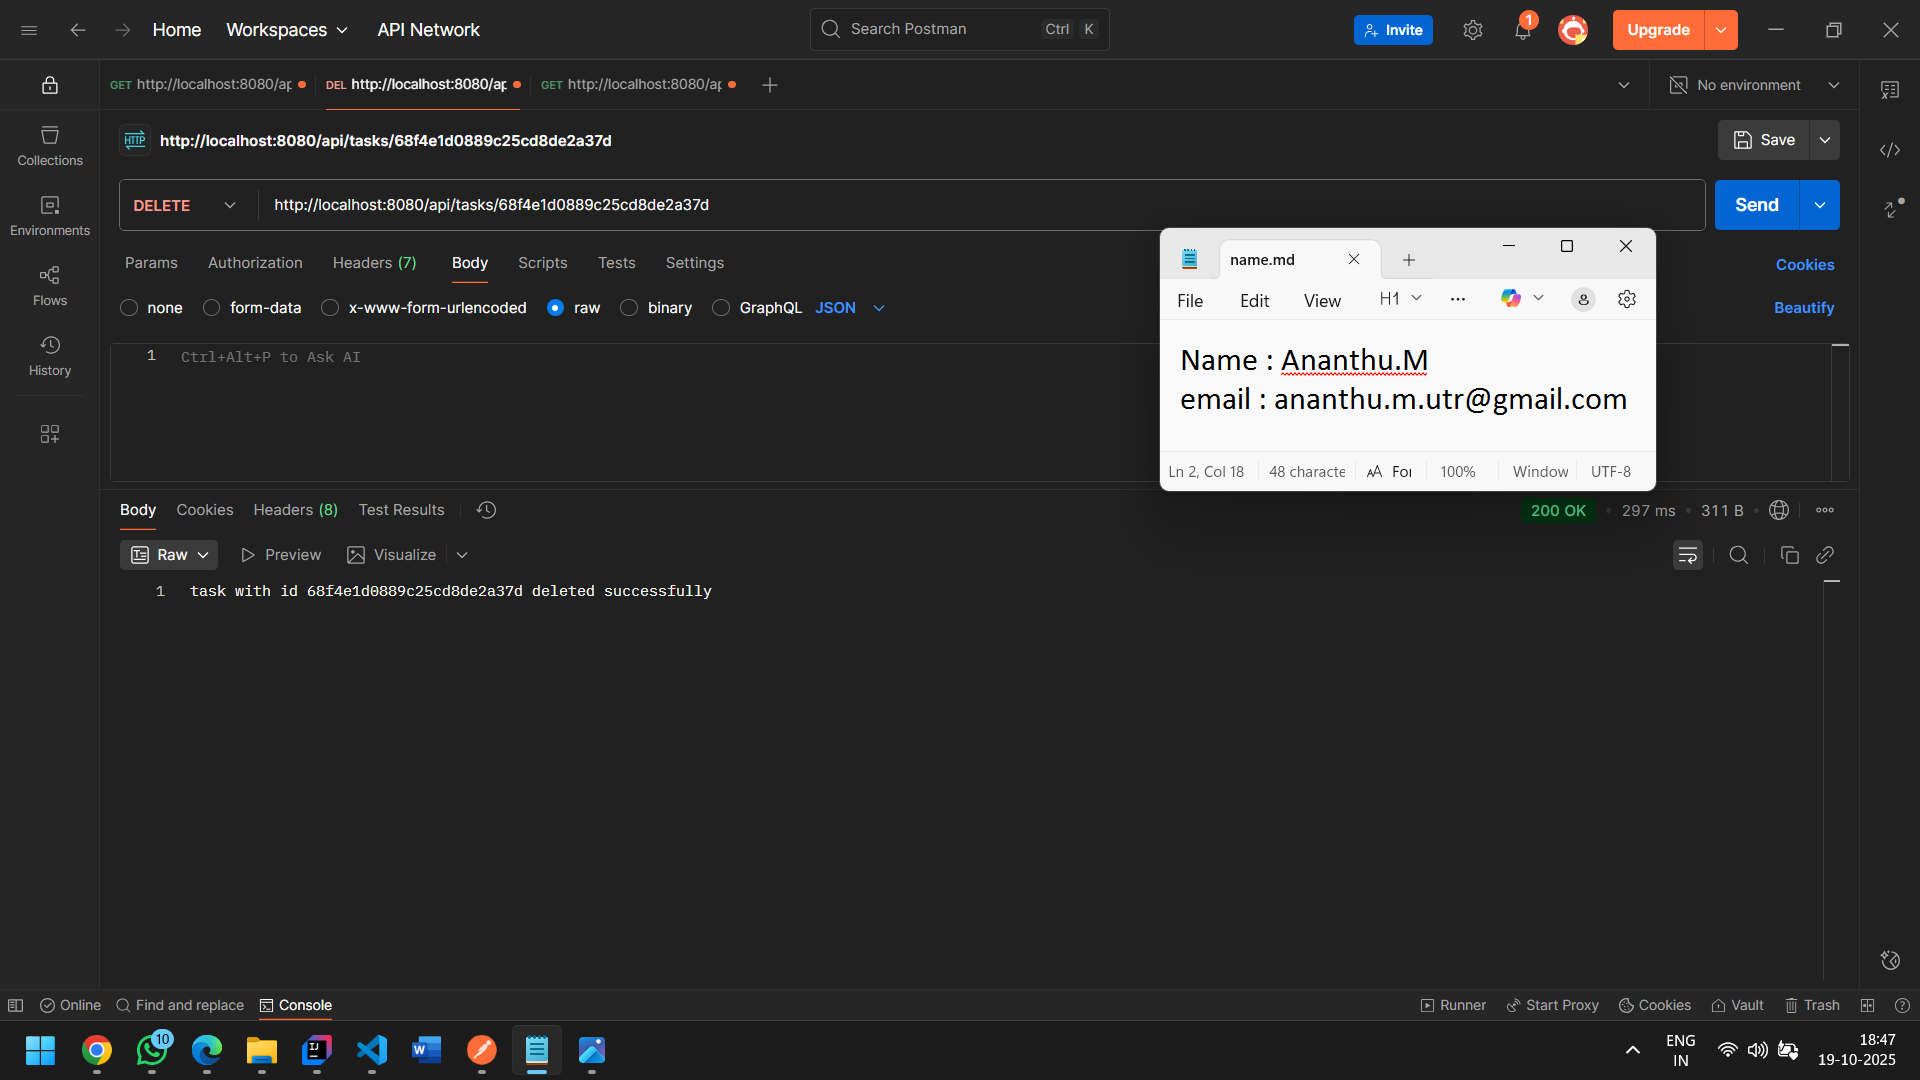 Home
Workspaces
API Network
Search Postman
Ctrl K
Invite
1
Upgrade
GET http://localhost:8080/ap
DEL http://localhost:8080/ap
GET http://localhost:8080/ap
No environment
HTTP http://localhost:8080/api/tasks/68f4e1d0889c25cd8de2a37d
Save
Collections
Environments
Flows
History
DELETE
http://localhost:8080/api/tasks/68f4e1d0889c25cd8de2a37d
Send
Params Authorization Headers (7) Body Scripts Tests Settings
Cookies
none form-data x-www-form-urlencoded raw binary GraphQL JSON
Beautify
1 Ctrl+Alt+P to Ask AI
name.md
File Edit View H1
Name : Ananthu.M
email : ananthu.m.utr@gmail.com
Ln 2, Col 18 48 characte AA For 100% Window UTF-8
Body Cookies Headers (8) Test Results
200 OK 297 ms 311 B
Raw Preview Visualize
1 task with id 68f4e1d0889c25cd8de2a37d deleted successfully
Online Find and replace Console
Runner Start Proxy Cookies Vault Trash
10
ENG
IN
18:47
19-10-2025